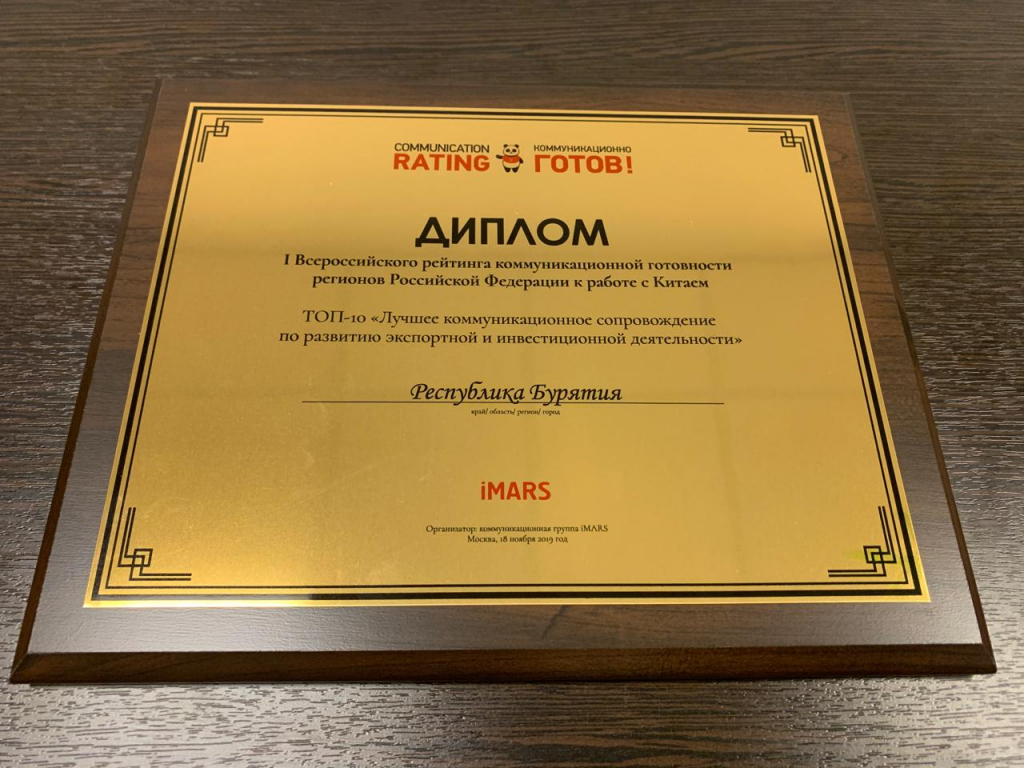 COMMUNICATION
RATING
КОММУНИКАЦИОННО
ГОТОВ!
ДИПЛОМ
I Всероссийского рейтинга коммуникационной готовности
регионов Российской Федерации к работе с Китаем
ТОП-10 «Лучшее коммуникационное сопровождение
по развитию экспортной и инвестиционной деятельности»
Республика Бурятия
край/ область/ регион/ город
iMARS
Организатор: коммуникационная группа iMARS
Москва, 18 ноября 2019 год